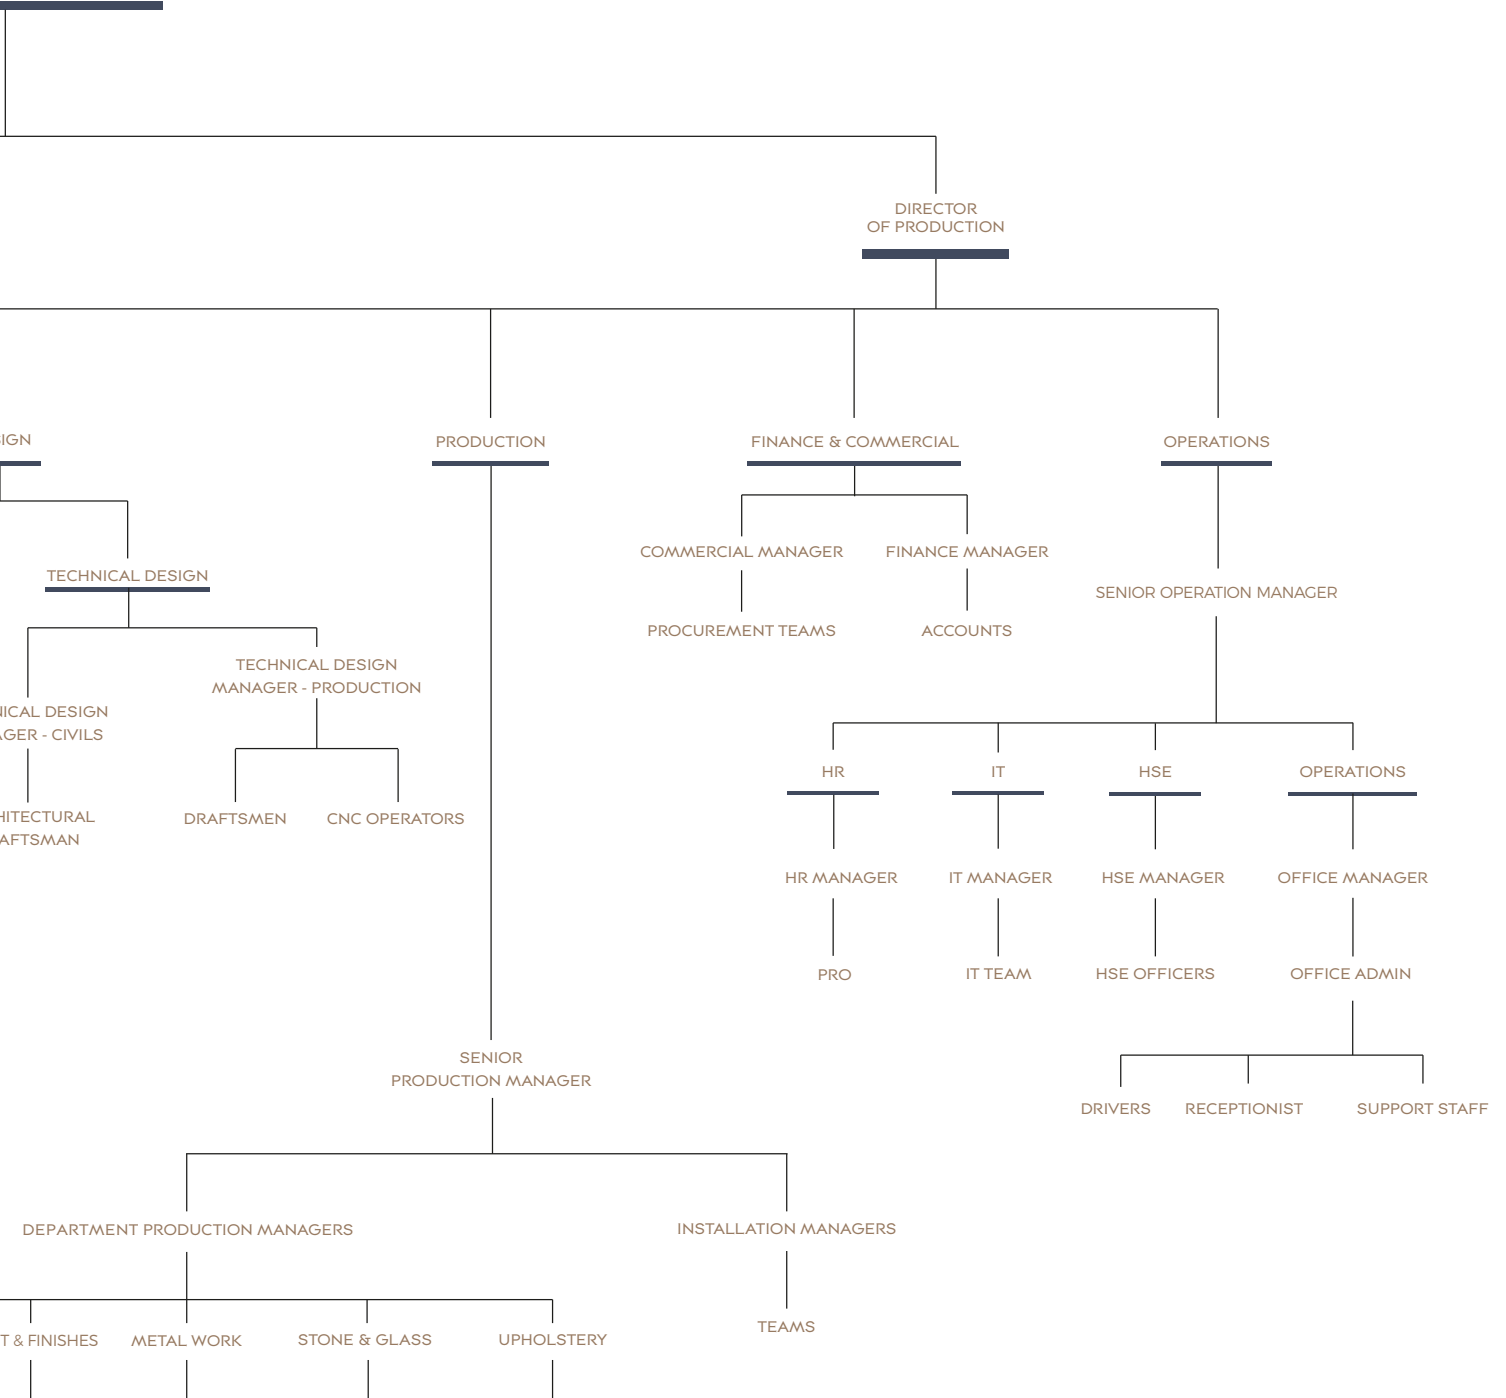 DIRECTOR
OF PRODUCTION
PRODUCTION
FINANCE & COMMERCIAL
OPERATIONS
COMMERCIAL MANAGER
FINANCE MANAGER
TECHNICAL DESIGN
SENIOR OPERATION MANAGER
PROCUREMENT TEAMS
ACCOUNTS
TECHNICAL DESIGN
MANAGER - PRODUCTION
DESIGN
- CIVILS
HR
IT
HSE
OPERATIONS
DRAFTSMEN
CNC OPERATORS
HR MANAGER
IT MANAGER
HSE MANAGER
OFFICE MANAGER
PRO
IT TEAM
HSE OFFICERS
OFFICE ADMIN
SENIOR
PRODUCTION MANAGER
DRIVERS
RECEPTIONIST
SUPPORT STAFF
DEPARTMENT PRODUCTION MANAGERS
INSTALLATION MANAGERS
TEAMS
& FINISHES
METAL WORK
STONE & GLASS
UPHOLSTERY